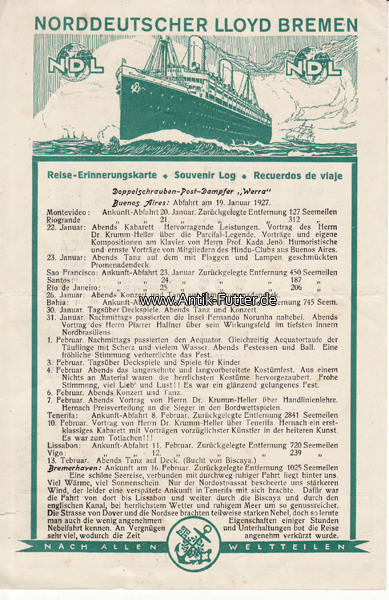 NORDDEUTSCHER LLOYD BREMEN
NDL NDL
Reise-Erinnerungskarte • Souvenir Log • Recuerdos de viaje
Doppelschrauben-Post-Dampfer „Werra"
Buenos Aires: Abfahrt am 19. Januar 1927.
Montevideo: Ankunft-Abfahrt 20. Januar. Zurückgelegte Entfernung 127 Seemeilen
Riogrande „ „ 21. „ „ „ 312 „
22. Januar: Abends Kabarett. Hervorragende Leistungen. Vortrag des Herrn
Dr. Krumm-Heller über die Parcifal-Legende. Vorträge und eigene
Kompositionen am Klavier von Herrn Prof. Kada Jenö. Humoristische
und ernste Vorträge von Mitgliedern des Hindu-Clubs aus Buenos Aires.
23. Januar: Abends Tanz auf dem mit Flaggen und Lampen geschmückten
Promenadendeck.
Sao Francisco: Ankunft-Abfahrt 23. Januar Zurückgelegte Entfernung 450 Seemeilen
Santos: „ „ 24. „ „ „ 187 „
Rio de Janeiro: „ „ 25. „ „ „ 206 „
26. Januar: Abends Konzert
www.Antik-Futter.de
Bahia: Ankunft-Abfahrt Entfernung 745 Seem.
30. Januar. Tagsüber Deckspiele. Abends Tanz und Konzert.
31. Januar: Nachmittags passierten die Insel Fernando Norunha nahebei. Abends
Vortrag des Herrn Pfarrer Haffner über sein Wirkungsfeld im tiefsten Innern
Nordbrasiliens
1. Februar. Nachmittags passierten den Aequator. Gleichzeitig Aequatortaufe der
Täuflinge mit Scherz und vielem Wasser. Abends Festessen und Ball. Eine
fröhliche Stimmung verherrlichte das Fest.
3. Februar. Tagsüber Deckspiele und Spiele für Kinder
4. Februar. Abends das langersehnte und langvorbereitete Kostümfest. Aus einem
Nichts an Material waren die herrlichsten Kostüme hervorgezaubert. Frohe
Stimmung, viel Lieb' und Lust!! Es war ein glänzend gelungenes Fest.
6. Februar. Abends Konzert und Tanz.
7. Februar. Abends Vortrag von Herrn Dr. Krumm-Heller über Handlinienlehre.
Hernach Preisverteilung an die Sieger in den Bordwettspielen.
Tenerifa: Ankunft-Abfahrt 8. Februar. Zurückgelegte Entfernung 2841 Seemeilen
10. Februar. Vortrag von Herrn Dr. Krumm-Heller über Tenerifa. Hernach ein erst-
klassiges Kabarett mit Vorträgen vorzüglicher Künstler in der heitern Kunst.
Es war zum Totlachen!!!
Lissabon: Ankunft-Abfahrt 11. Februar. Zurückgelegte Entfernung 720 Seemeilen
Vigo: „ „ 12. „ „ „ 239 „
13. Tebruar. Abends Tanz auf Deck. (Bucht von Biscaya.)
Bremerhaven: Ankunft am 16. Februar. Zurückgelegte Entfernung 1025 Seemeilen
Eine schöne Seereise, verbunden mit durchweg ruhiger Fahrt liegt hinter uns.
Viel Wärme, viel Sonnenschein. Nur der Nordostpassat bescheerte uns stärkeren
Wind, der leider eine verspätete Ankunft in Tenerifa mit sich brachte. Dafür war
die Fahrt von dort bis Lissabon und weiter durch die Biscaya und durch den
englischen Kanal, bei herrlichstem Wetter und ruhigem Meer um so genussreicher.
Die Strasse von Dover und die Nordsee brachten teilweise starken Nebel, doch so lernte
man auch die wenig angenehmen Eigenschaften einiger Stunden
Nebelfahrt kennen. An Vergnügen und Unterhaltungen bot die Reise
sehr viel, wodurch die Zeit angenehm verkürzt wurde.
NACH ALLEN WELTTEILEN